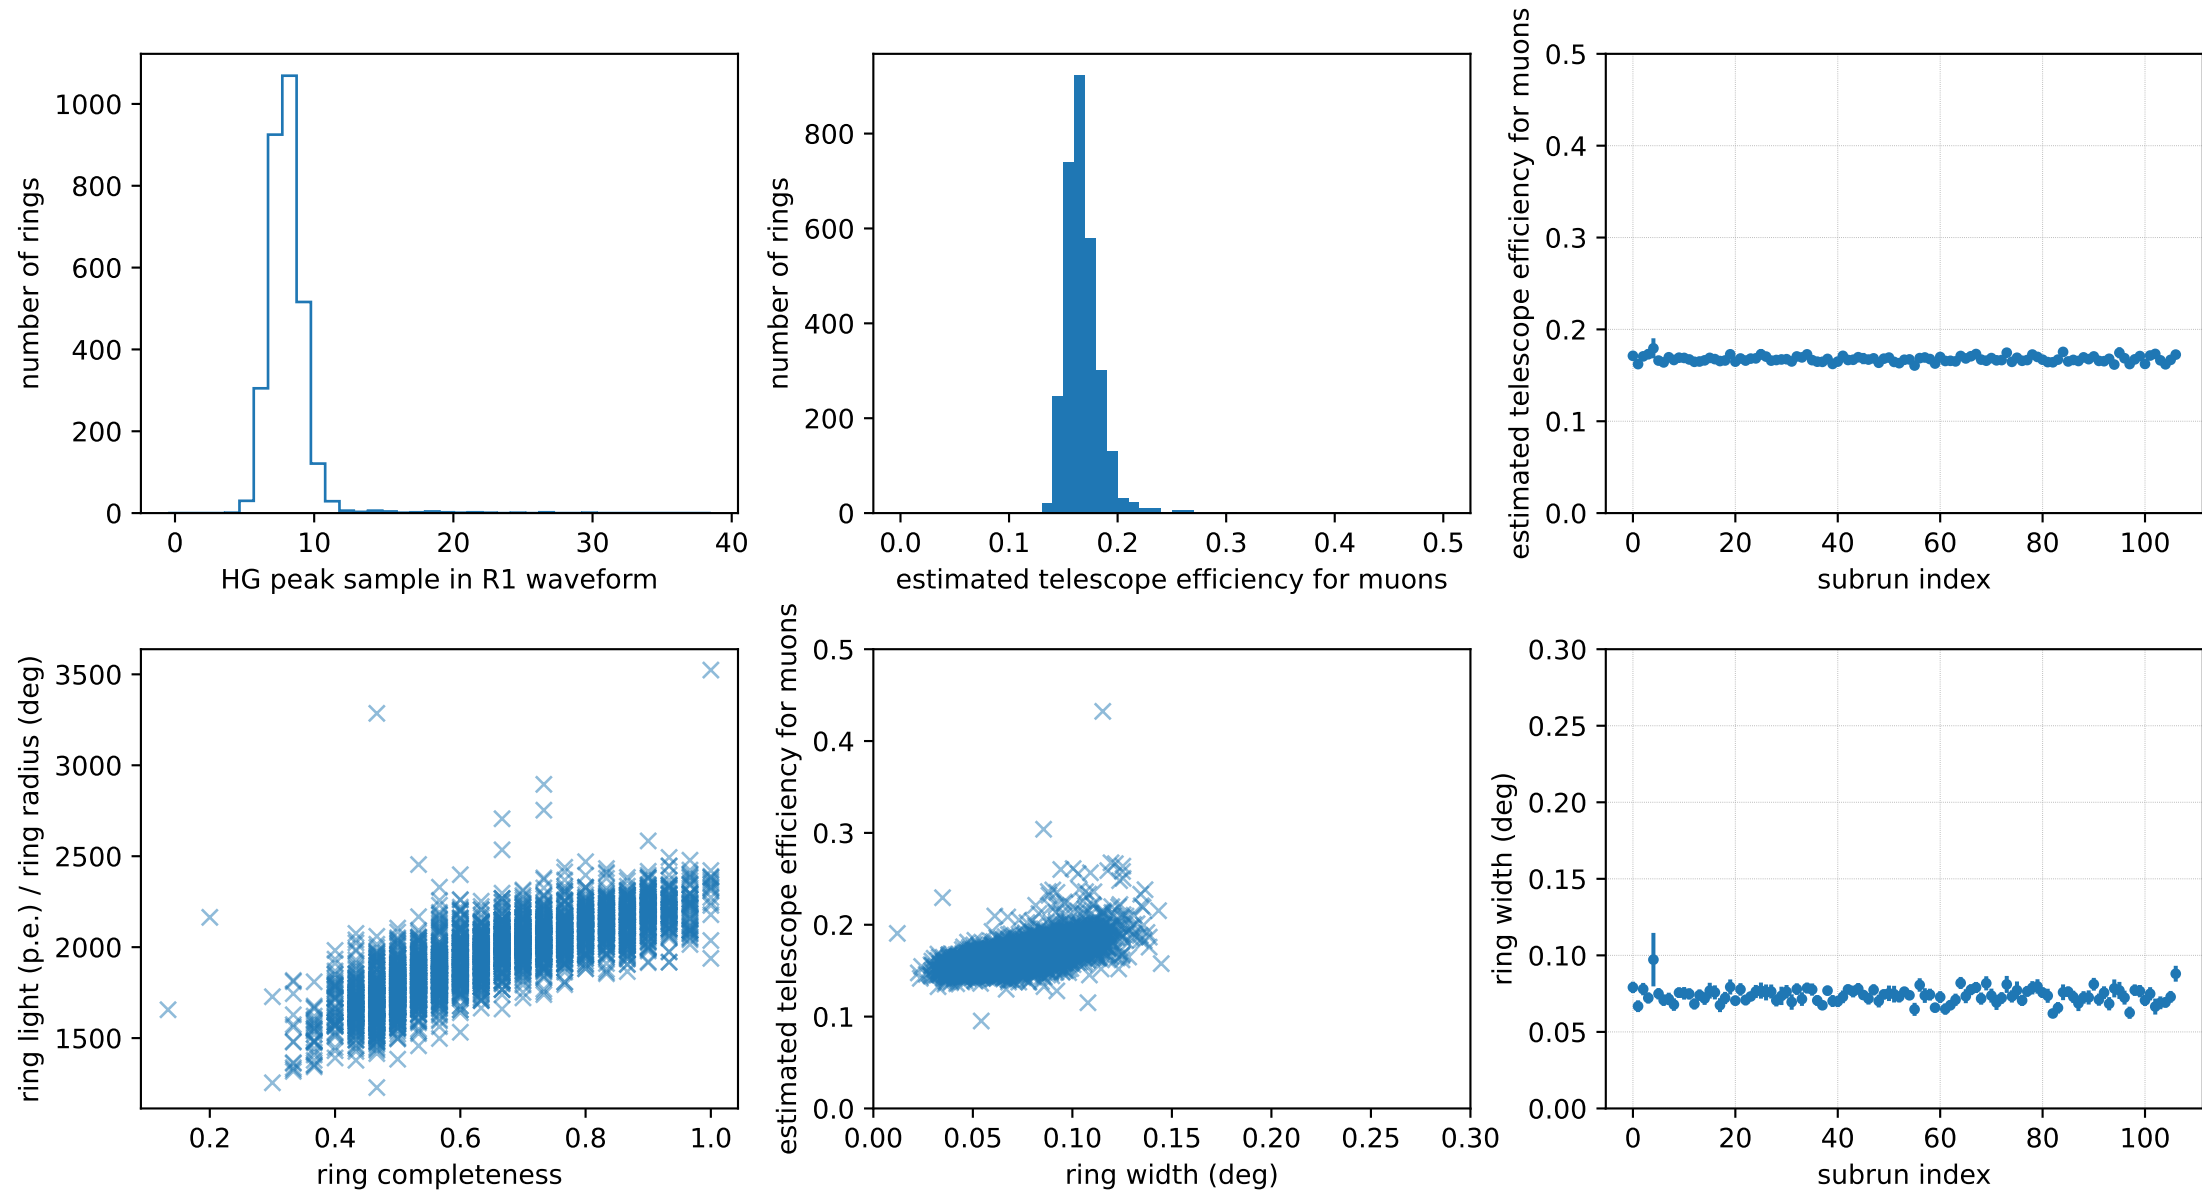 number of rings
1000
800
600
400
200
0
0 10 20 30 40
HG peak sample in R1 waveform
number of rings
800
600
400
200
0
0.0 0.1 0.2 0.3 0.4 0.5
estimated telescope efficiency for muons
estimated telescope efficiency for muons
0.5
0.4
0.3
0.2
0.1
0.0
0 20 40 60 80 100
subrun index
ring light (p.e.) / ring radius (deg)
3500
3000
2500
2000
1500
0.2 0.4 0.6 0.8 1.0
ring completeness
estimated telescope efficiency for muons
0.5
0.4
0.3
0.2
0.1
0.0
0.00 0.05 0.10 0.15 0.20 0.25 0.30
ring width (deg)
ring width (deg)
0.30
0.25
0.20
0.15
0.10
0.05
0.00
0 20 40 60 80 100
subrun index